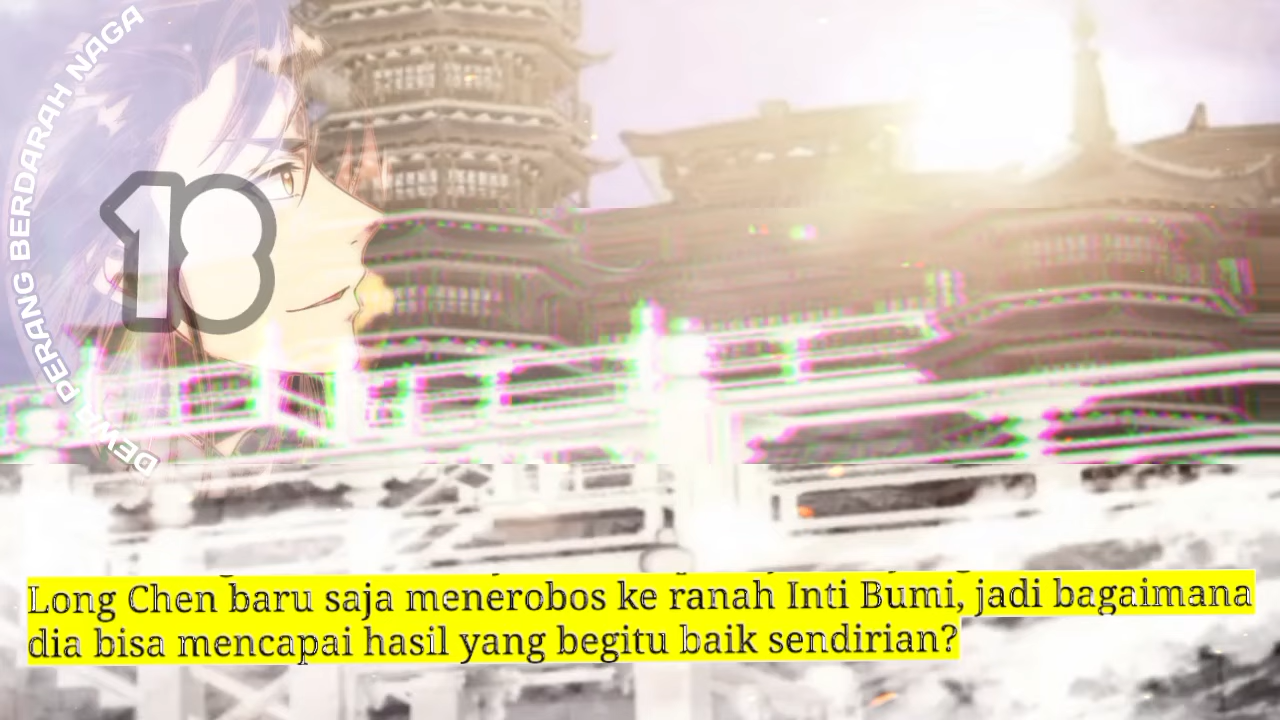 DEWA PERANG BERDARAH NAGA
18
Long Chen baru saja menerobos ke ranah Inti Bumi, jadi bagaimana
dia bisa mencapai hasil yang begitu baik sendirian?